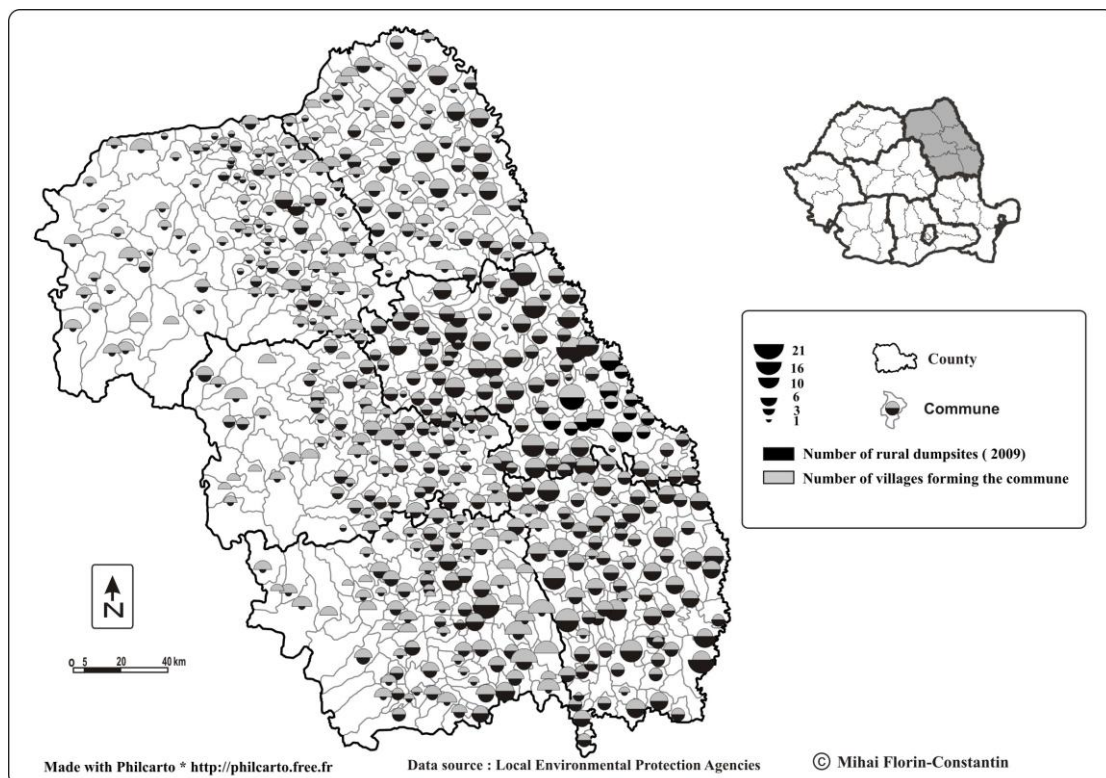 21
16
10
6
3
1
County
Commune
Number of rural dumpsites ( 2009)
Number of villages forming the commune
N
0 5 20 40 km
Made with Philcarto * http://philcarto.free.fr
Data source : Local Environmental Protection Agencies
© Mihai Florin-Constantin